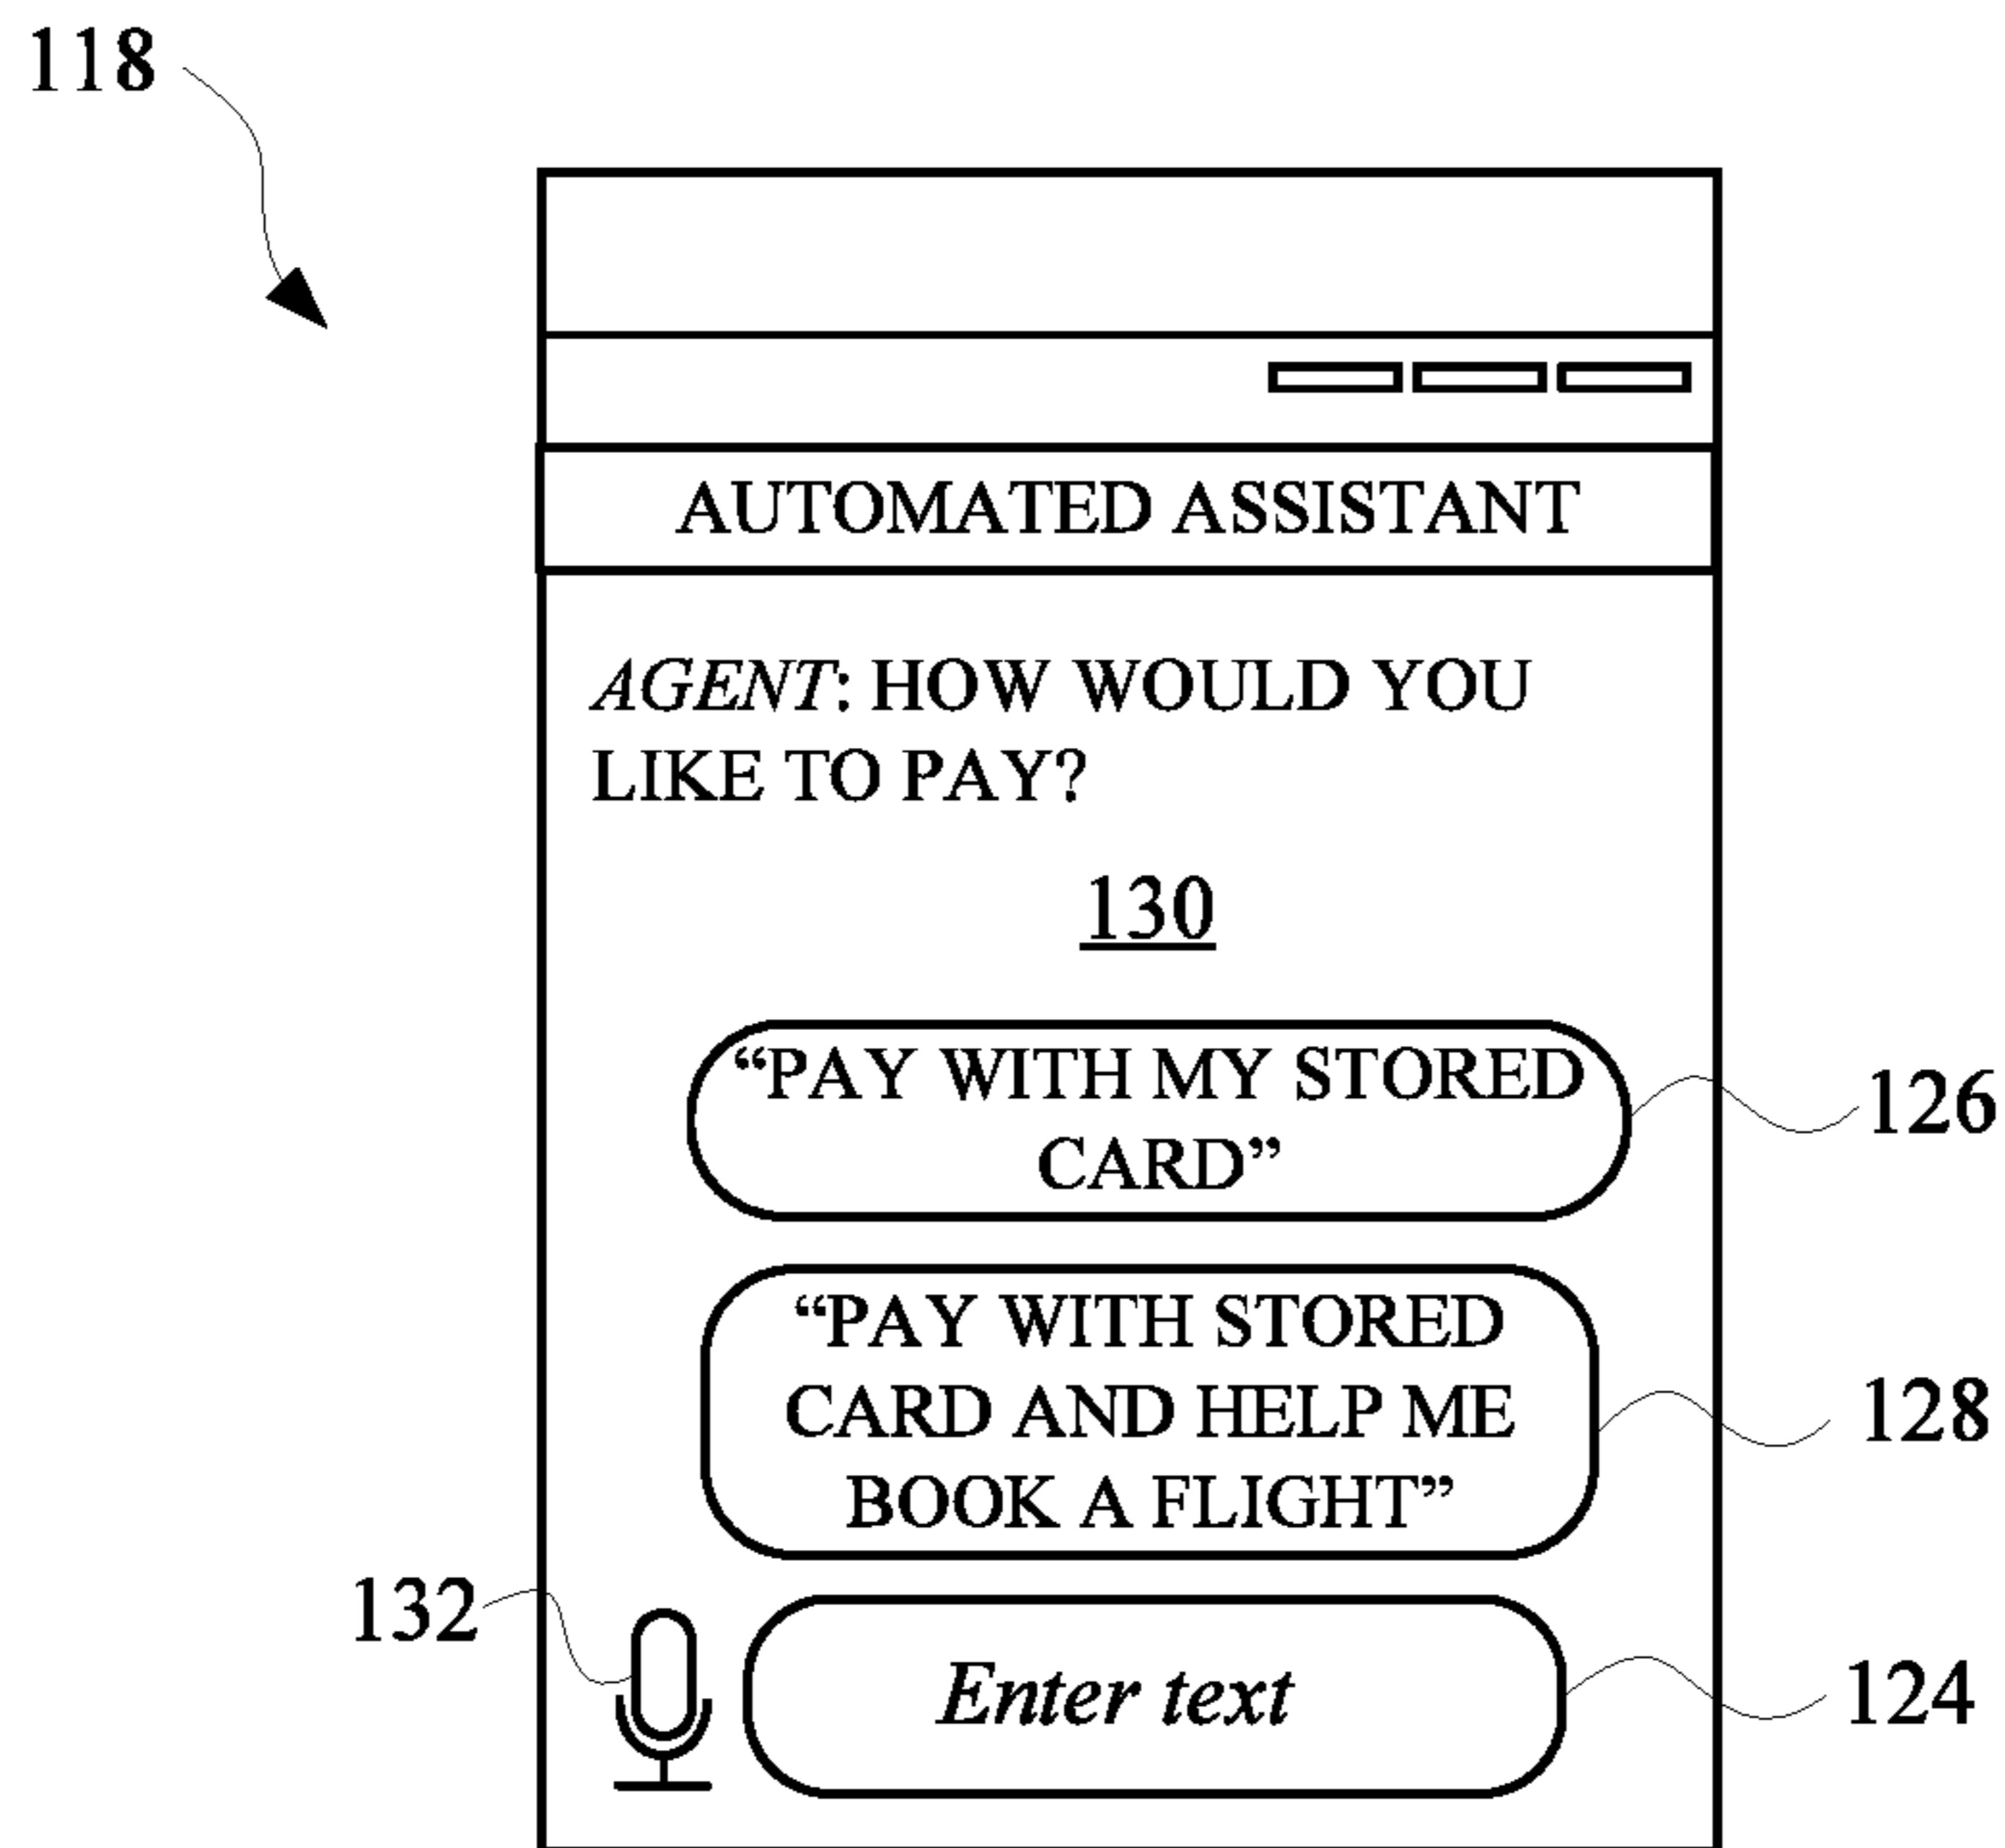 118
AUTOMATED ASSISTANT
AGENT: HOW WOULD YOU
LIKE TO PAY?
130
“PAY WITH MY STORED
CARD”
126
“PAY WITH STORED
CARD AND HELP ME
BOOK A FLIGHT”
128
132
Enter text
124